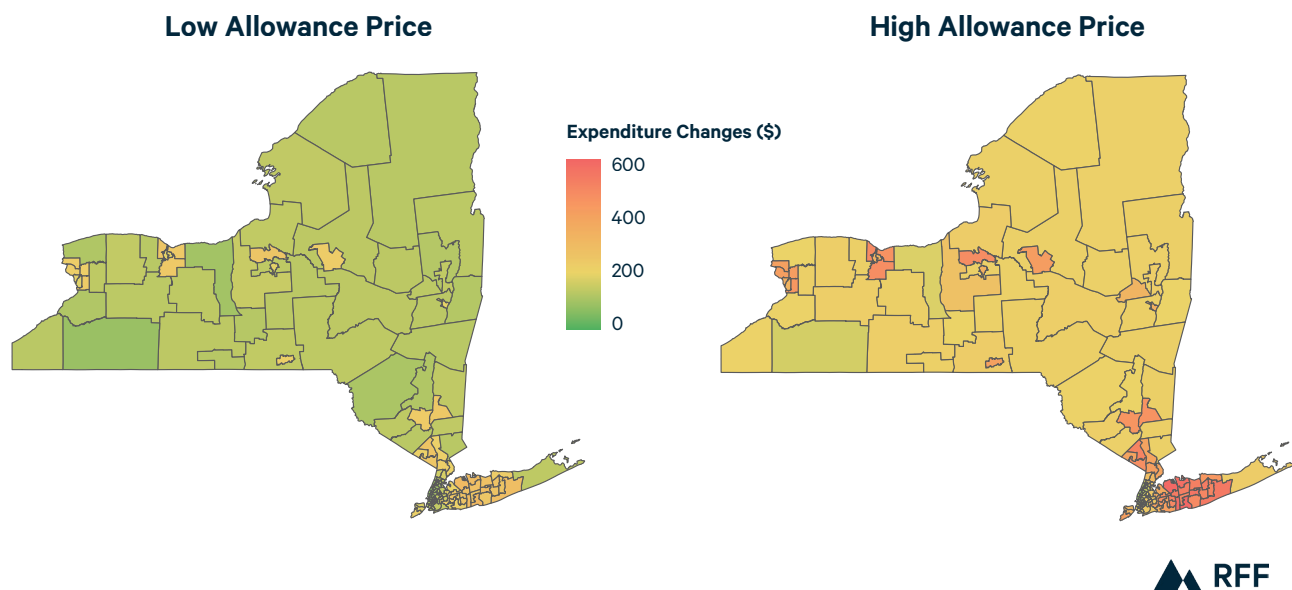 Low Allowance Price
High Allowance Price
Expenditure Changes ($)
600
400
200
0
RFF